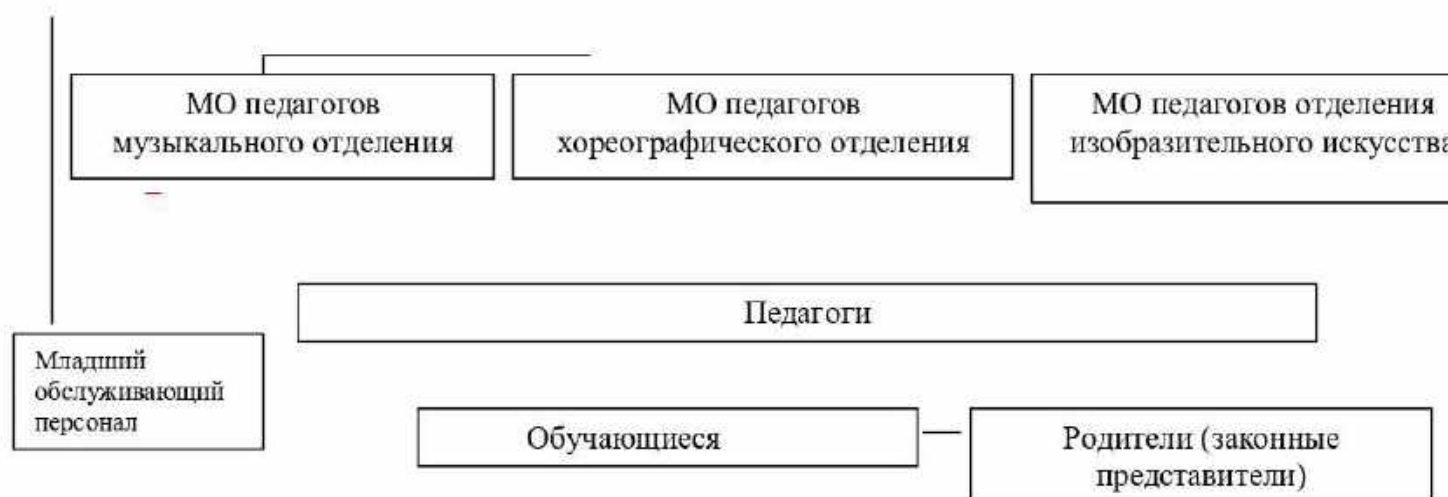 МО педагогов
музыкального отделения
МО педагогов
хореографического отделения
МО педагогов отделения
изобразительного искусства
Педагоги
Младший
обслуживающий
персонал
Обучающиеся
Родители (законные
представители)